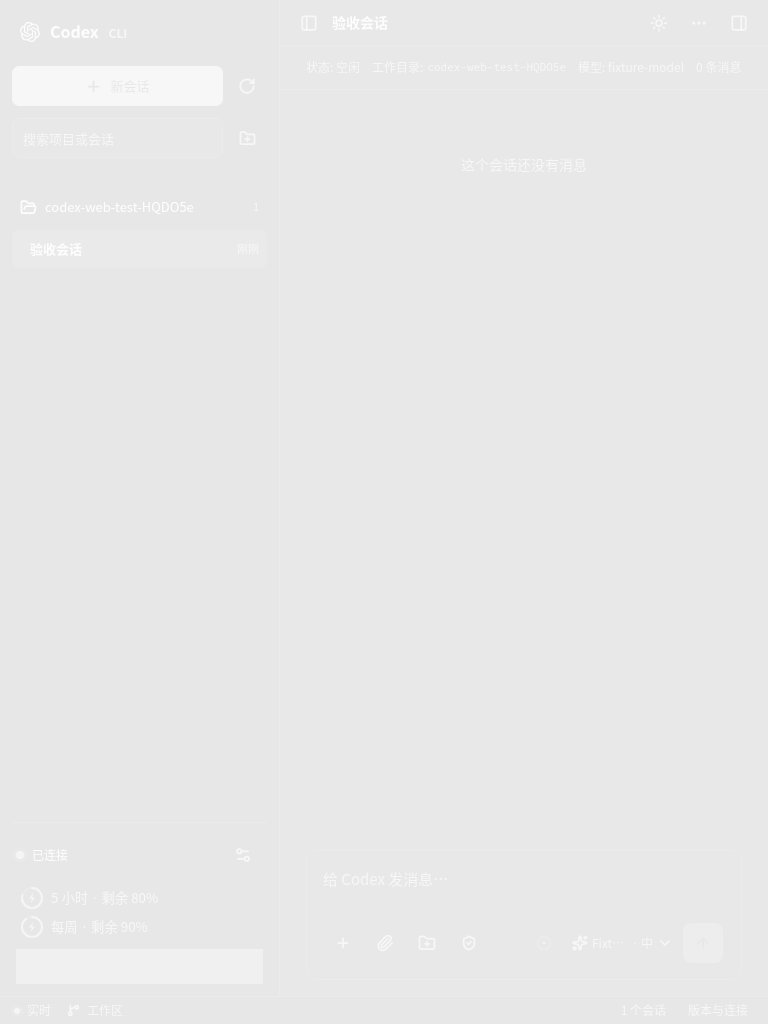 Codex CLI
新会话
搜索项目或会话
codex-web-test-HQDO5e 1
验收会话
已连接
5 小时 · 剩余 80%
每周 · 剩余 90%
实时 工作区
验收会话
状态: 空闲 工作目录: codex-web-test-HQDO5e 模型: fixture-model 0 条消息
这个会话还没有消息
给 Codex 发消息…
Fixt… 中
1 个会话 版本与连接